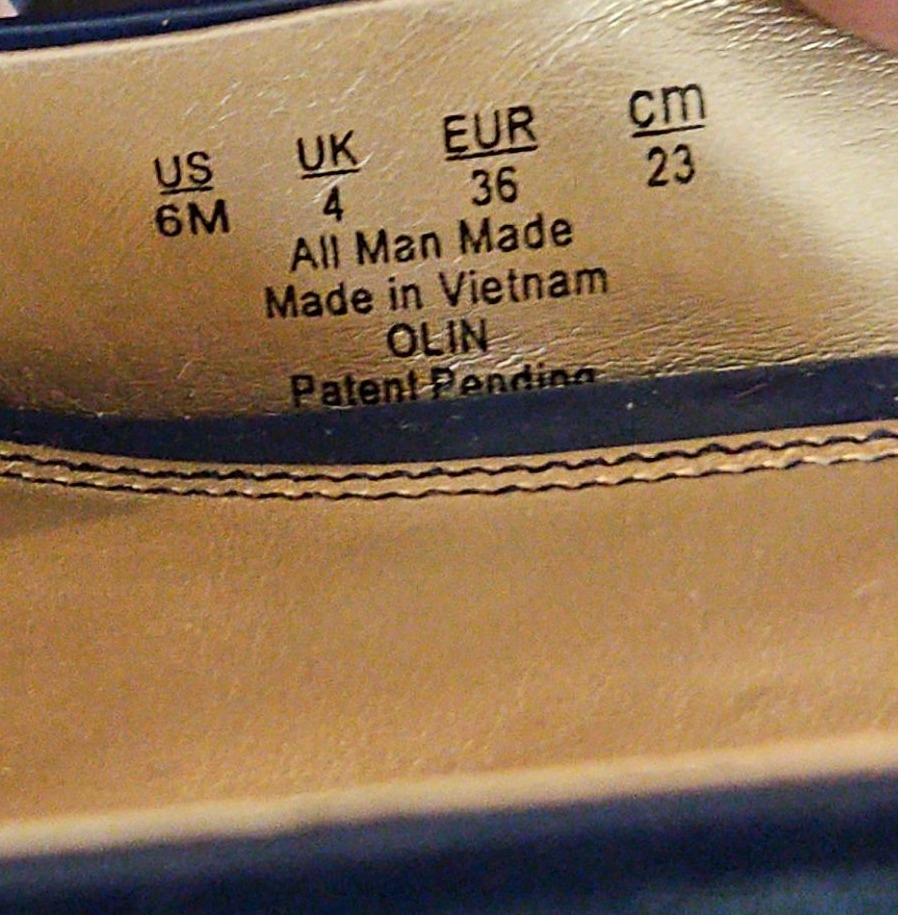 US UK EUR cm
6M 4 36 23
All Man Made
Made in Vietnam
OLIN
Patent Pending